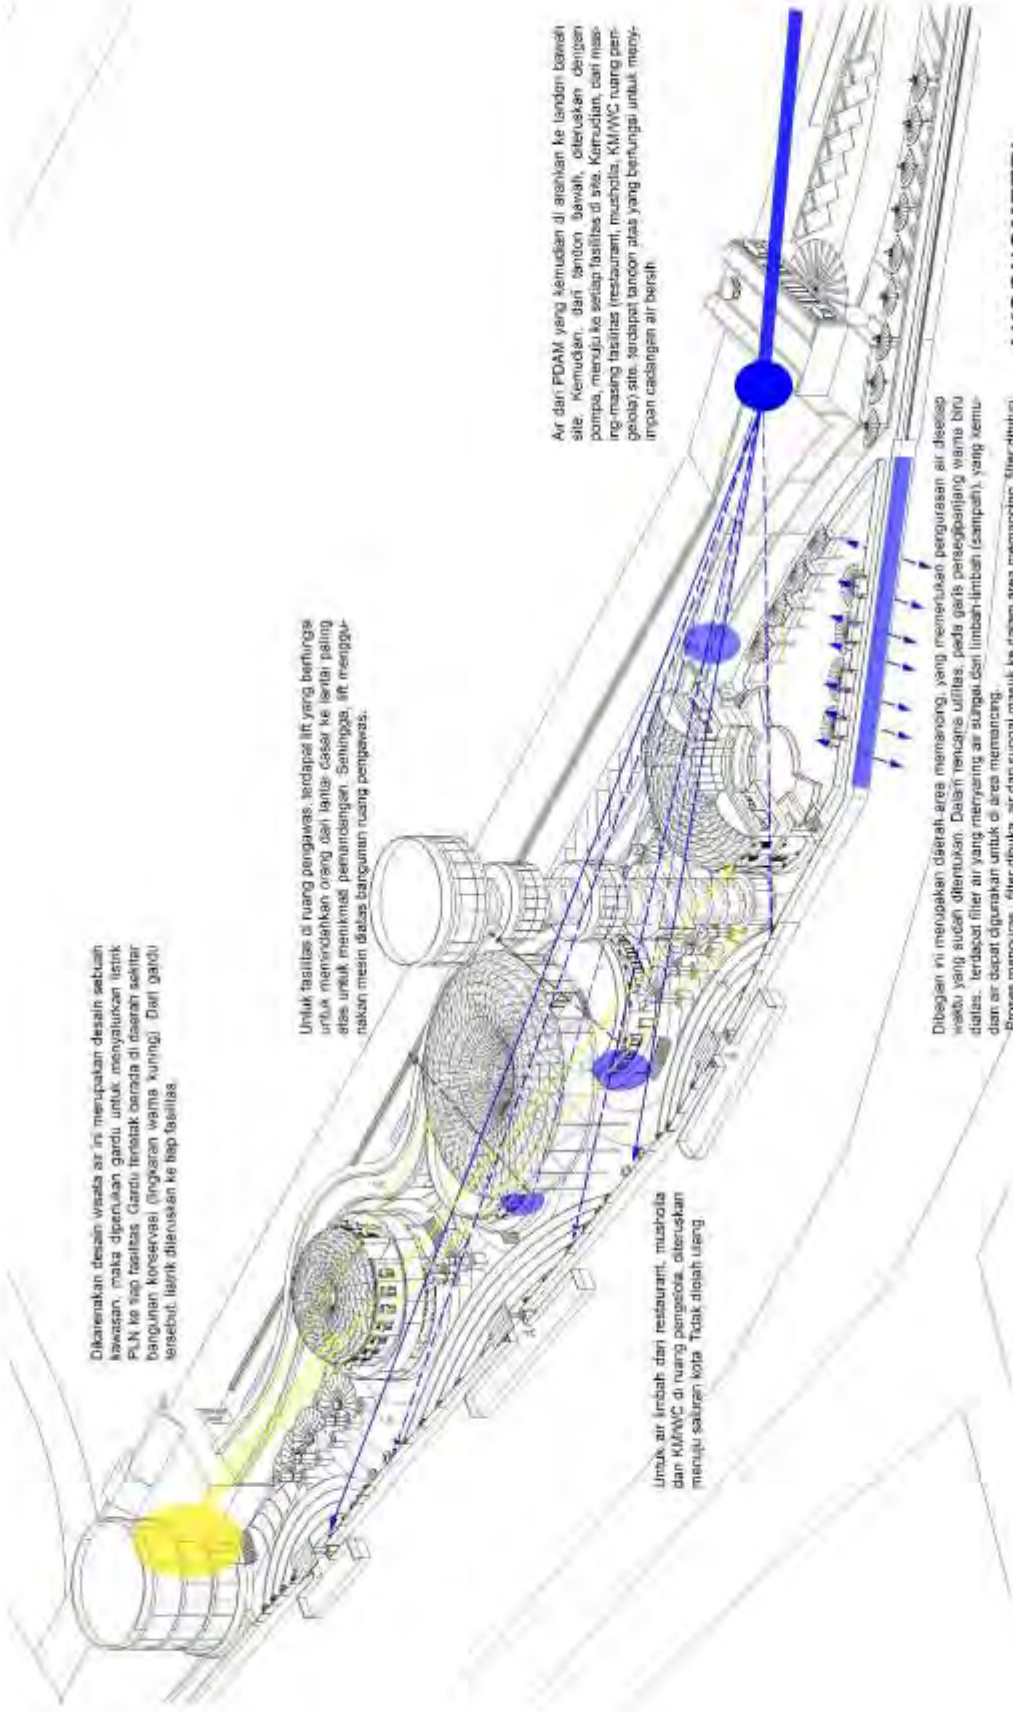 Dikarenakan desain wisata air ini merupakan desain sebuah
kawasan, maka diperlukan gardu untuk menyalurkan listrik
PLN ke tiap fasilitas. Gardu terletak berada di daerah sekitar
bangunan konservasi (lingkaran warna kuning). Dari gardu
tersebut, listrik diteruskan ke tiap fasilitas.
Untuk fasilitas di ruang pengawas, terdapat lift yang berfungsi
untuk memindahkan orang dari lantai dasar ke lantai paling
atas untuk menikmati pemandangan. Sehingga, lift menggu-
nakan mesin diatas bangunan ruang pengawas.
Air dari PDAM yang kemudian di arahkan ke tandon bawah
site. Kemudian, dari tandon bawah, diteruskan dengan
pompa, menuju ke setiap fasilitas di site. Kemudian, dari mas-
ing-masing fasilitas (restaurant, musholla, KM/WC ruang pen-
gelola) site, terdapat tandon atas yang berfungsi untuk meny-
impan cadangan air bersih.
Untuk air limbah dari restaurant, mushola
dan KM/WC di ruang pengelola, diteruskan
menuju saluran kota. Tidak diolah ulang.
Dibagian ini merupakan daerah area memancing, yang memerlukan pengurasan air disetiap
waktu yang sudah ditentukan. Dalam rencana utilitas, pada garis persegipanjang warna biru
diatas, terdapat filter air yang menyaring air sungai dari limbah-limbah (sampah), yang kemu-
dian air dapat digunakan untuk di area memancing.